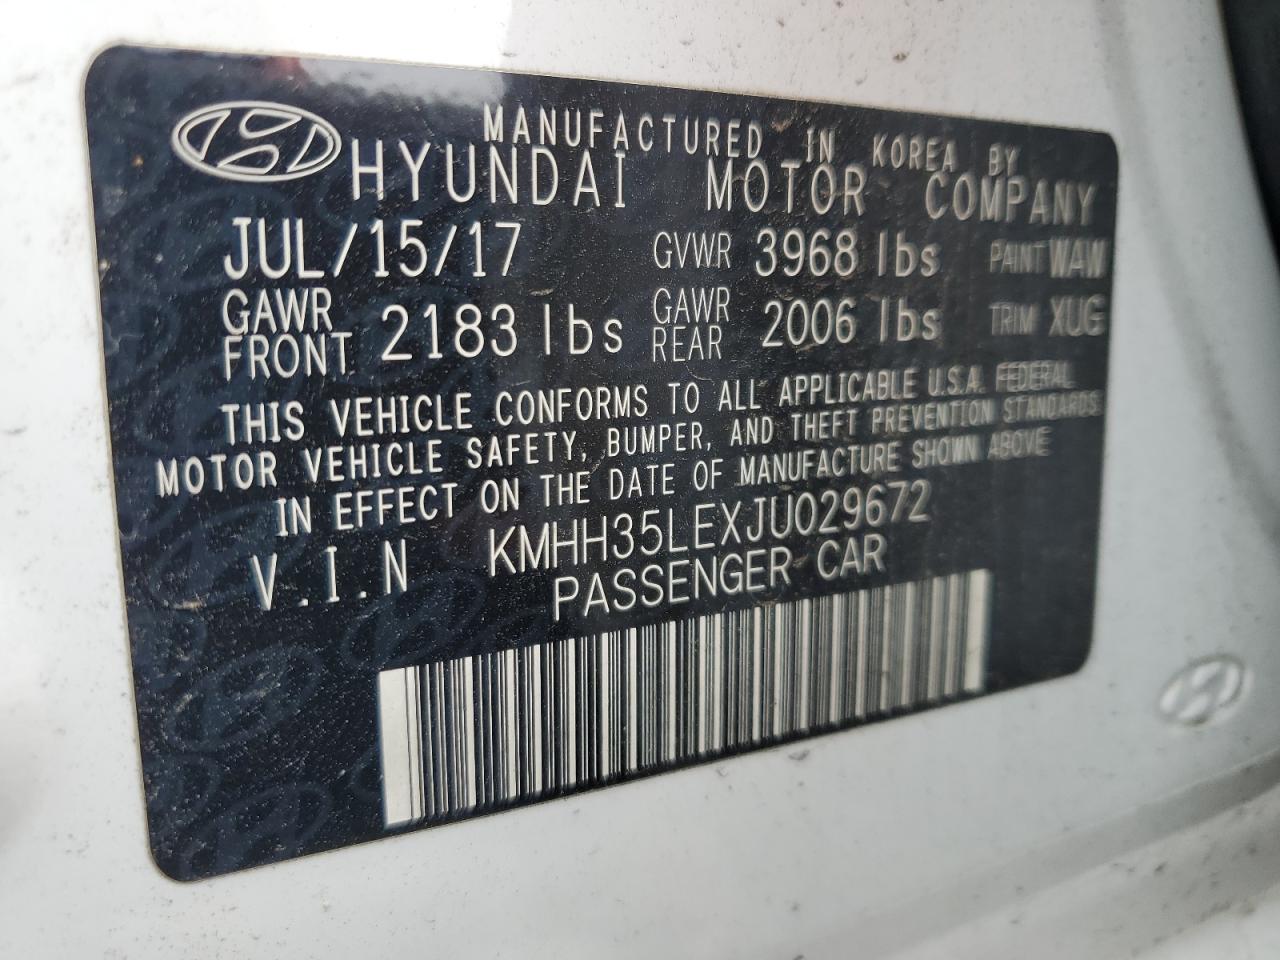 MANUFACTURED IN KOREA BY
HYUNDAI MOTOR COMPANY
JUL/15/17 GVWR 3968 lbs PAINT WAW
GAWR FRONT 2183 lbs GAWR REAR 2006 lbs TRIM XUG
THIS VEHICLE CONFORMS TO ALL APPLICABLE U.S.A. FEDERAL
MOTOR VEHICLE SAFETY, BUMPER, AND THEFT PREVENTION STANDARDS
IN EFFECT ON THE DATE OF MANUFACTURE SHOWN ABOVE
V.I.N KMHH35LEXJU029672
PASSENGER CAR